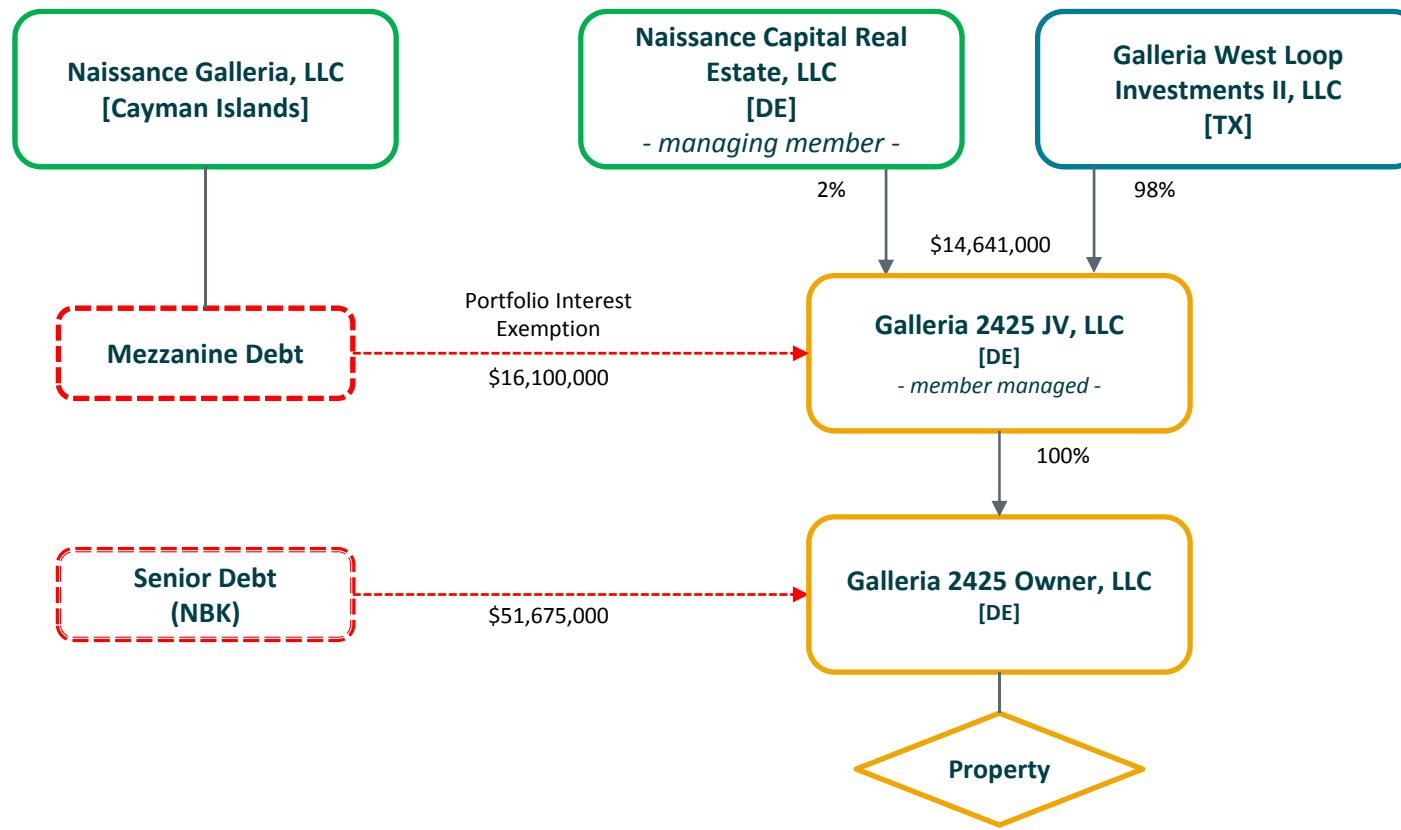 Naissance Galleria, LLC
[Cayman Islands]
Naissance Capital Real
Estate, LLC
[DE]
- managing member -
Galleria West Loop
Investments II, LLC
[TX]
2%
98%
$14,641,000
Mezzanine Debt
Portfolio Interest
Exemption
$16,100,000
Galleria 2425 JV, LLC
[DE]
- member managed -
100%
Senior Debt
(NBK)
$51,675,000
Galleria 2425 Owner, LLC
[DE]
Property